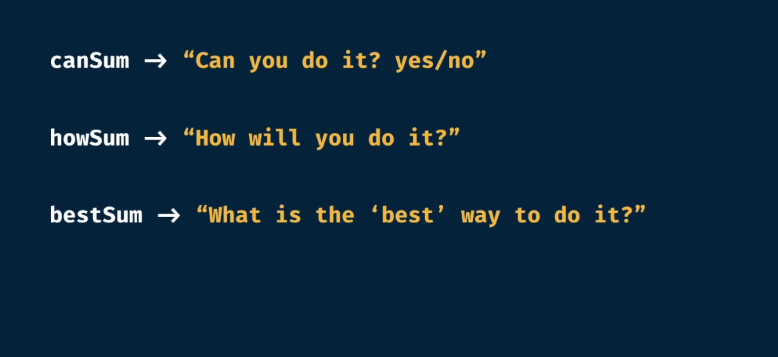 canSum → “Can you do it? yes/no”
howSum → “How will you do it?”
bestSum → “What is the ‘best’ way to do it?”